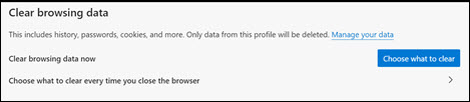 Clear browsing data
This includes history, passwords, cookies, and more. Only data from this profile will be deleted. Manage your data
Clear browsing data now Choose what to clear
Choose what to clear every time you close the browser